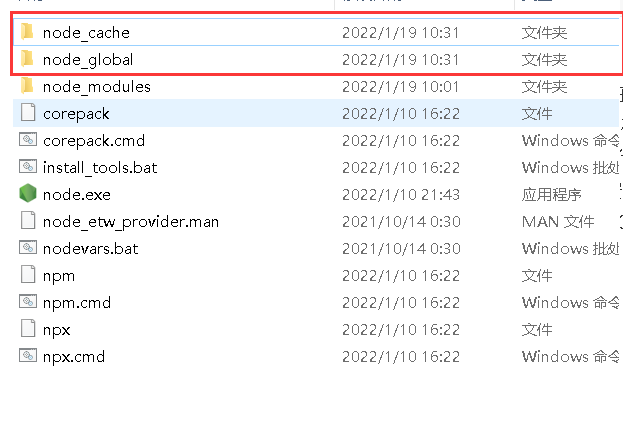 node_cache 2022/1/19 10:31 文件夹
node_global 2022/1/19 10:31 文件夹
node_modules 2022/1/19 10:01 文件夹
corepack 2022/1/10 16:22 文件
corepack.cmd 2022/1/10 16:22 Windows 命令
install_tools.bat 2022/1/10 16:22 Windows 批处
node.exe 2022/1/10 21:43 应用程序
node_etw_provider.man 2021/10/14 0:30 MAN 文件
nodevars.bat 2021/10/14 0:30 Windows 批处
npm 2022/1/10 16:22 文件
npm.cmd 2022/1/10 16:22 Windows 命令
npx 2022/1/10 16:22 文件
npx.cmd 2022/1/10 16:22 Windows 命令